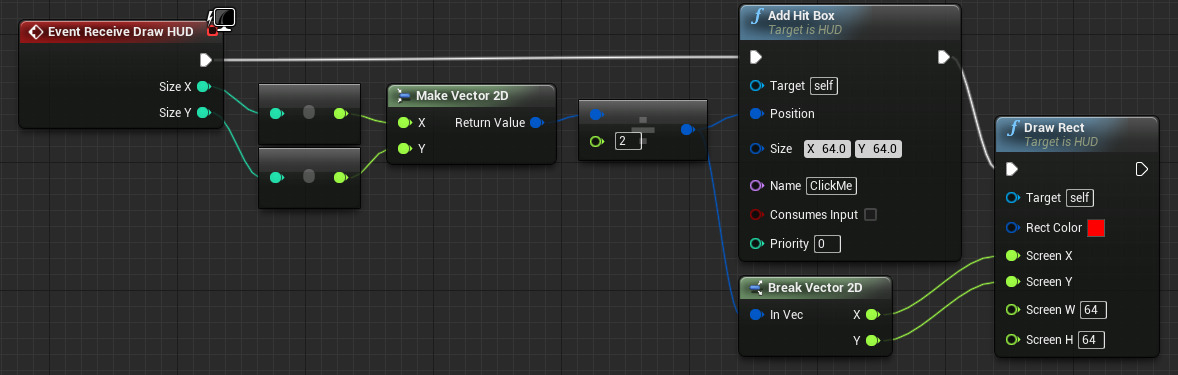 Event Receive Draw HUD
Size X
Size Y
Make Vector 2D
X
Return Value
Y
2
Add Hit Box
Target is HUD
Target self
Position
Size X 64.0 Y 64.0
Name ClickMe
Consumes Input
Priority 0
Break Vector 2D
In Vec X
Y
Draw Rect
Target is HUD
Target self
Rect Color
Screen X
Screen Y
Screen W 64
Screen H 64